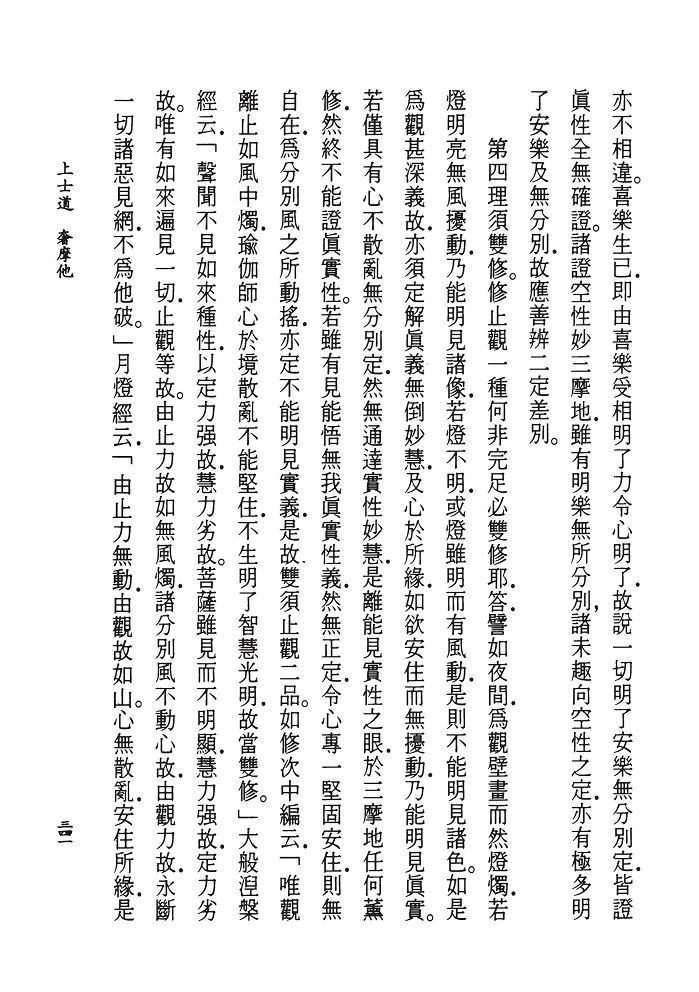 亦不相違。喜樂生已．即由喜樂受相明了力令心明了．故說一切明了安樂無分別定．皆證
眞性全無確證。諸證空性妙三摩地．雖有明樂無所分別，諸未趣向空性之定．亦有極多明
了安樂及無分別．故應善辨二定差別。
第四理須雙修。修止觀一種何非完足必雙修耶．答．譬如夜間．爲觀壁畫而然燈燭．若
燈明亮無風擾動．乃能明見諸像．若燈不明．或燈雖明而有風動．是則不能明見諸色。如是
爲觀甚深義故．亦須定解眞義無倒妙慧．及心於所緣．如欲安住而無擾動．乃能明見眞實。
若僅具有心不散亂無分別定．然無通達實性妙慧．是離能見實性之眼．於三摩地任何薰
修．然終不能證眞實性。若雖有見能悟無我眞實性義．然無正定．令心專一堅固安住．則無
自在．爲分別風之所動搖．亦定不能明見實義．是故．雙須止觀二品。如修次中編云．「唯觀
離止如風中燭．瑜伽師心於境散亂不能堅住．不生明了智慧光明．故當雙修。」大般涅槃
經云．「聲聞不見如來種性．以定力强故．慧力劣故。菩薩雖見而不明顯．慧力强故．定力劣
故。唯有如來遍見一切．止觀等故。由止力故如無風燭．諸分別風不動心故．由觀力故．永斷
一切諸惡見網．不爲他破。」月燈經云．「由止力無動．由觀故如山。心無散亂．安住所緣．是
上士道　奢摩他
三四一